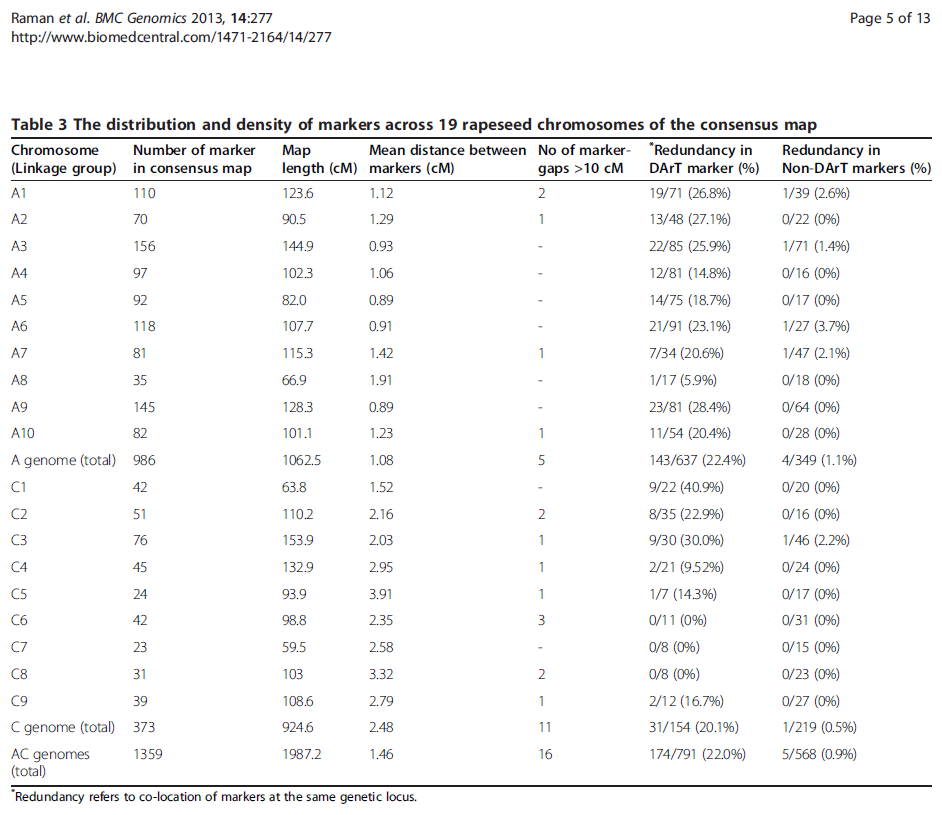 Raman et al. BMC Genomics 2013, 14:277 Page 5 of 13
http://www.biomedcentral.com/1471-2164/14/277
Table 3 The distribution and density of markers across 19 rapeseed chromosomes of the consensus map
Chromosome Number of marker Map Mean distance between No of marker- *Redundancy in Redundancy in
(Linkage group) in consensus map length (cM) markers (cM) gaps >10 cM DArT marker (%) Non-DArT markers (%)
A1 110 123.6 1.12 2 19/71 (26.8%) 1/39 (2.6%)
A2 70 90.5 1.29 1 13/48 (27.1%) 0/22 (0%)
A3 156 144.9 0.93 - 22/85 (25.9%) 1/71 (1.4%)
A4 97 102.3 1.06 - 12/81 (14.8%) 0/16 (0%)
A5 92 82.0 0.89 - 14/75 (18.7%) 0/17 (0%)
A6 118 107.7 0.91 - 21/91 (23.1%) 1/27 (3.7%)
A7 81 115.3 1.42 1 7/34 (20.6%) 1/47 (2.1%)
A8 35 66.9 1.91 - 1/17 (5.9%) 0/18 (0%)
A9 145 128.3 0.89 - 23/81 (28.4%) 0/64 (0%)
A10 82 101.1 1.23 1 11/54 (20.4%) 0/28 (0%)
A genome (total) 986 1062.5 1.08 5 143/637 (22.4%) 4/349 (1.1%)
C1 42 63.8 1.52 - 9/22 (40.9%) 0/20 (0%)
C2 51 110.2 2.16 2 8/35 (22.9%) 0/16 (0%)
C3 76 153.9 2.03 1 9/30 (30.0%) 1/46 (2.2%)
C4 45 132.9 2.95 1 2/21 (9.52%) 0/24 (0%)
C5 24 93.9 3.91 1 1/7 (14.3%) 0/17 (0%)
C6 42 98.8 2.35 3 0/11 (0%) 0/31 (0%)
C7 23 59.5 2.58 - 0/8 (0%) 0/15 (0%)
C8 31 103 3.32 2 0/8 (0%) 0/23 (0%)
C9 39 108.6 2.79 1 2/12 (16.7%) 0/27 (0%)
C genome (total) 373 924.6 2.48 11 31/154 (20.1%) 1/219 (0.5%)
AC genomes 1359 1987.2 1.46 16 174/791 (22.0%) 5/568 (0.9%)
(total)
*Redundancy refers to co-location of markers at the same genetic locus.